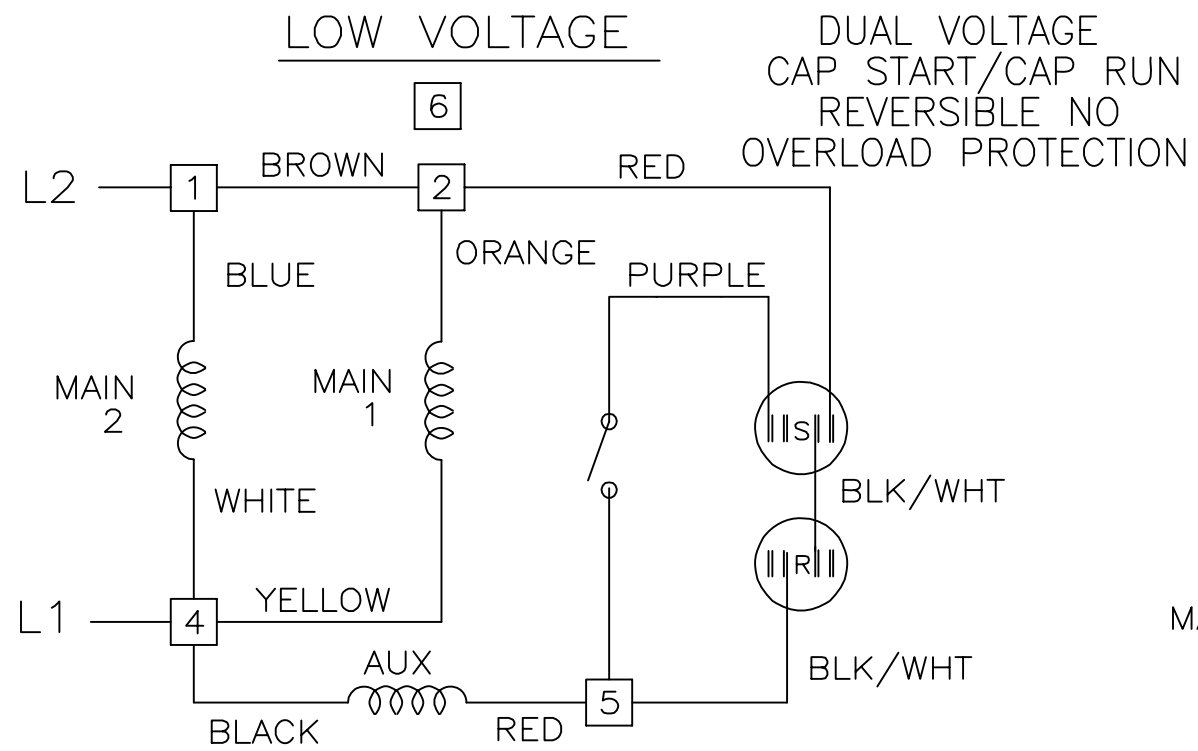 LOW VOLTAGE
DUAL VOLTAGE
CAP START/CAP RUN
REVERSIBLE NO
OVERLOAD PROTECTION
6
L2
1
BROWN
2
RED
BLUE
ORANGE
PURPLE
MAIN
2
MAIN
1
S
WHITE
BLK/WHT
R
L1
4
YELLOW
MA
AUX
BLK/WHT
5
BLACK
RED